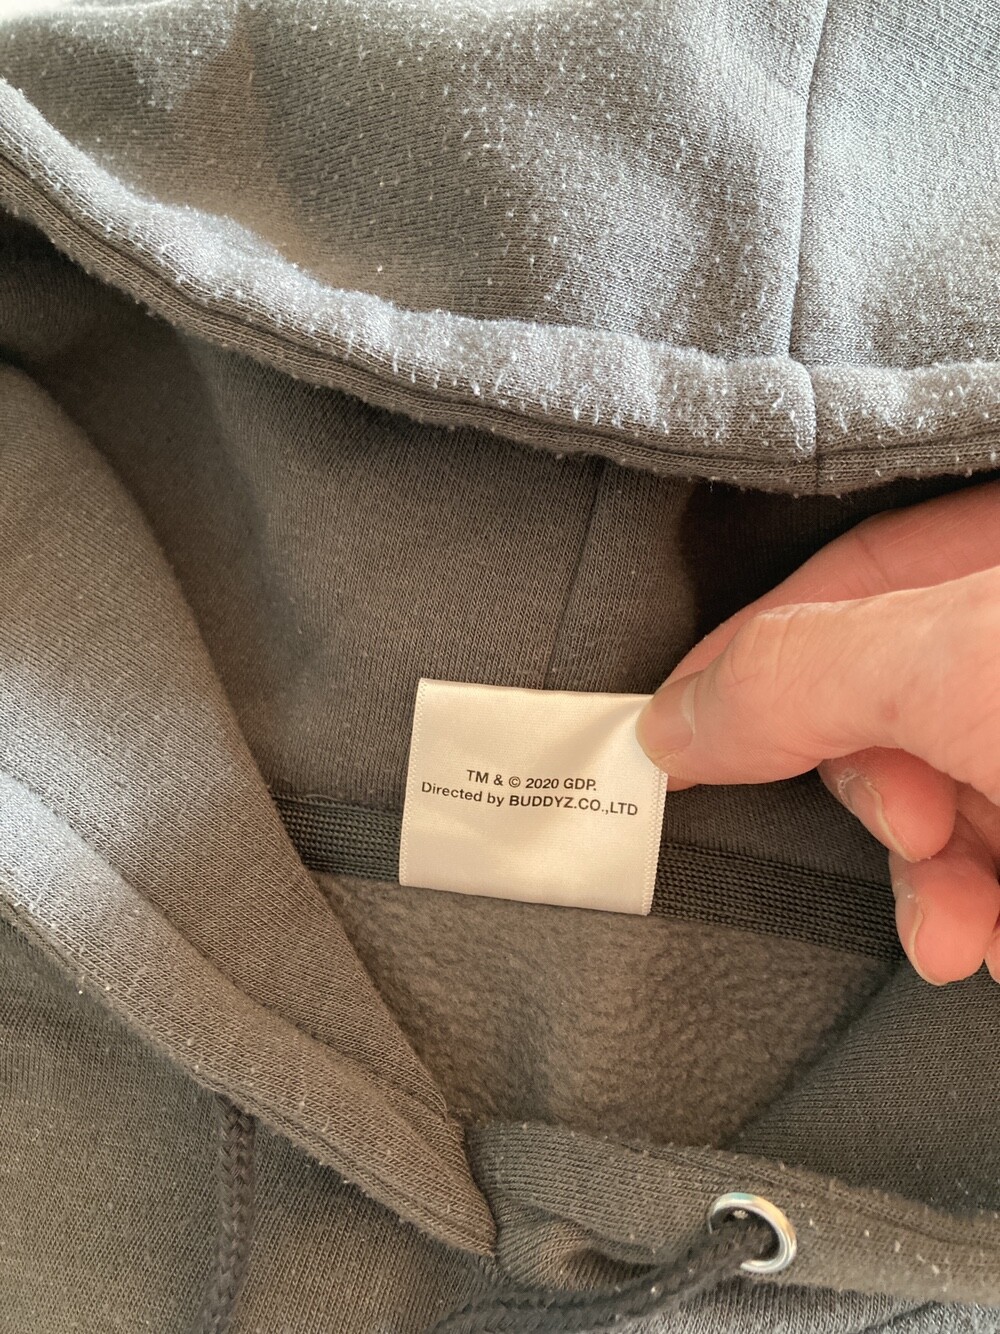 TM & © 2020 GDP.
Directed by BUDDYZ.CO.,LTD